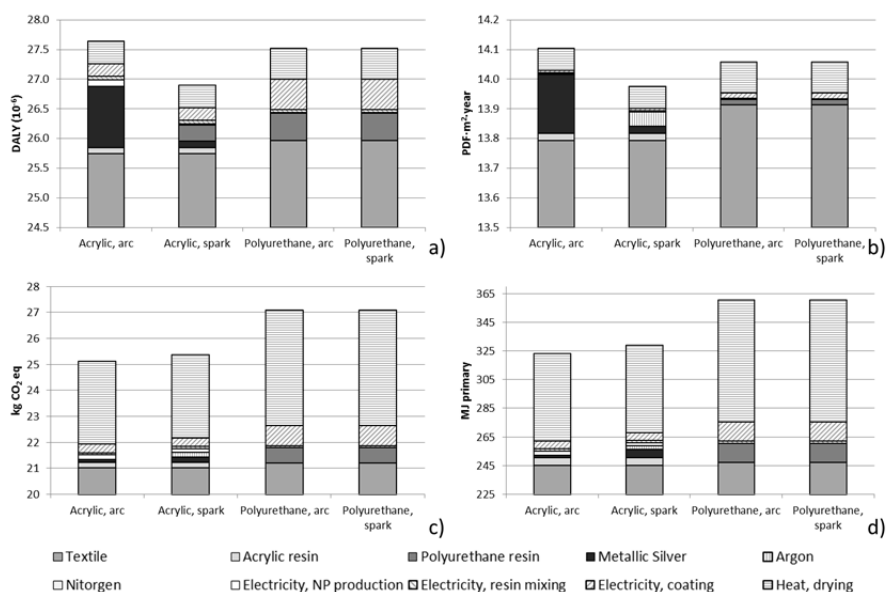 DALY (10⁻⁶)
28.0
27.5
27.0
26.5
26.0
25.5
25.0
24.5
Acrylic, arc
Acrylic, spark
Polyurethane, arc
Polyurethane,
spark
a)
PDF·m²·year
14.2
14.1
14.0
13.9
13.8
13.7
13.6
13.5
Acrylic, arc
Acrylic, spark
Polyurethane, arc
Polyurethane,
spark
b)
kg CO₂ eq
28
27
26
25
24
23
22
21
20
Acrylic, arc
Acrylic, spark
Polyurethane, arc
Polyurethane,
spark
c)
MJ primary
365
345
325
305
285
265
245
225
Acrylic, arc
Acrylic, spark
Polyurethane, arc
Polyurethane,
spark
d)
Textile
Acrylic resin
Polyurethane resin
Metallic Silver
Argon
Nitorgen
Electricity, NP production
Electricity, resin mixing
Electricity, coating
Heat, drying